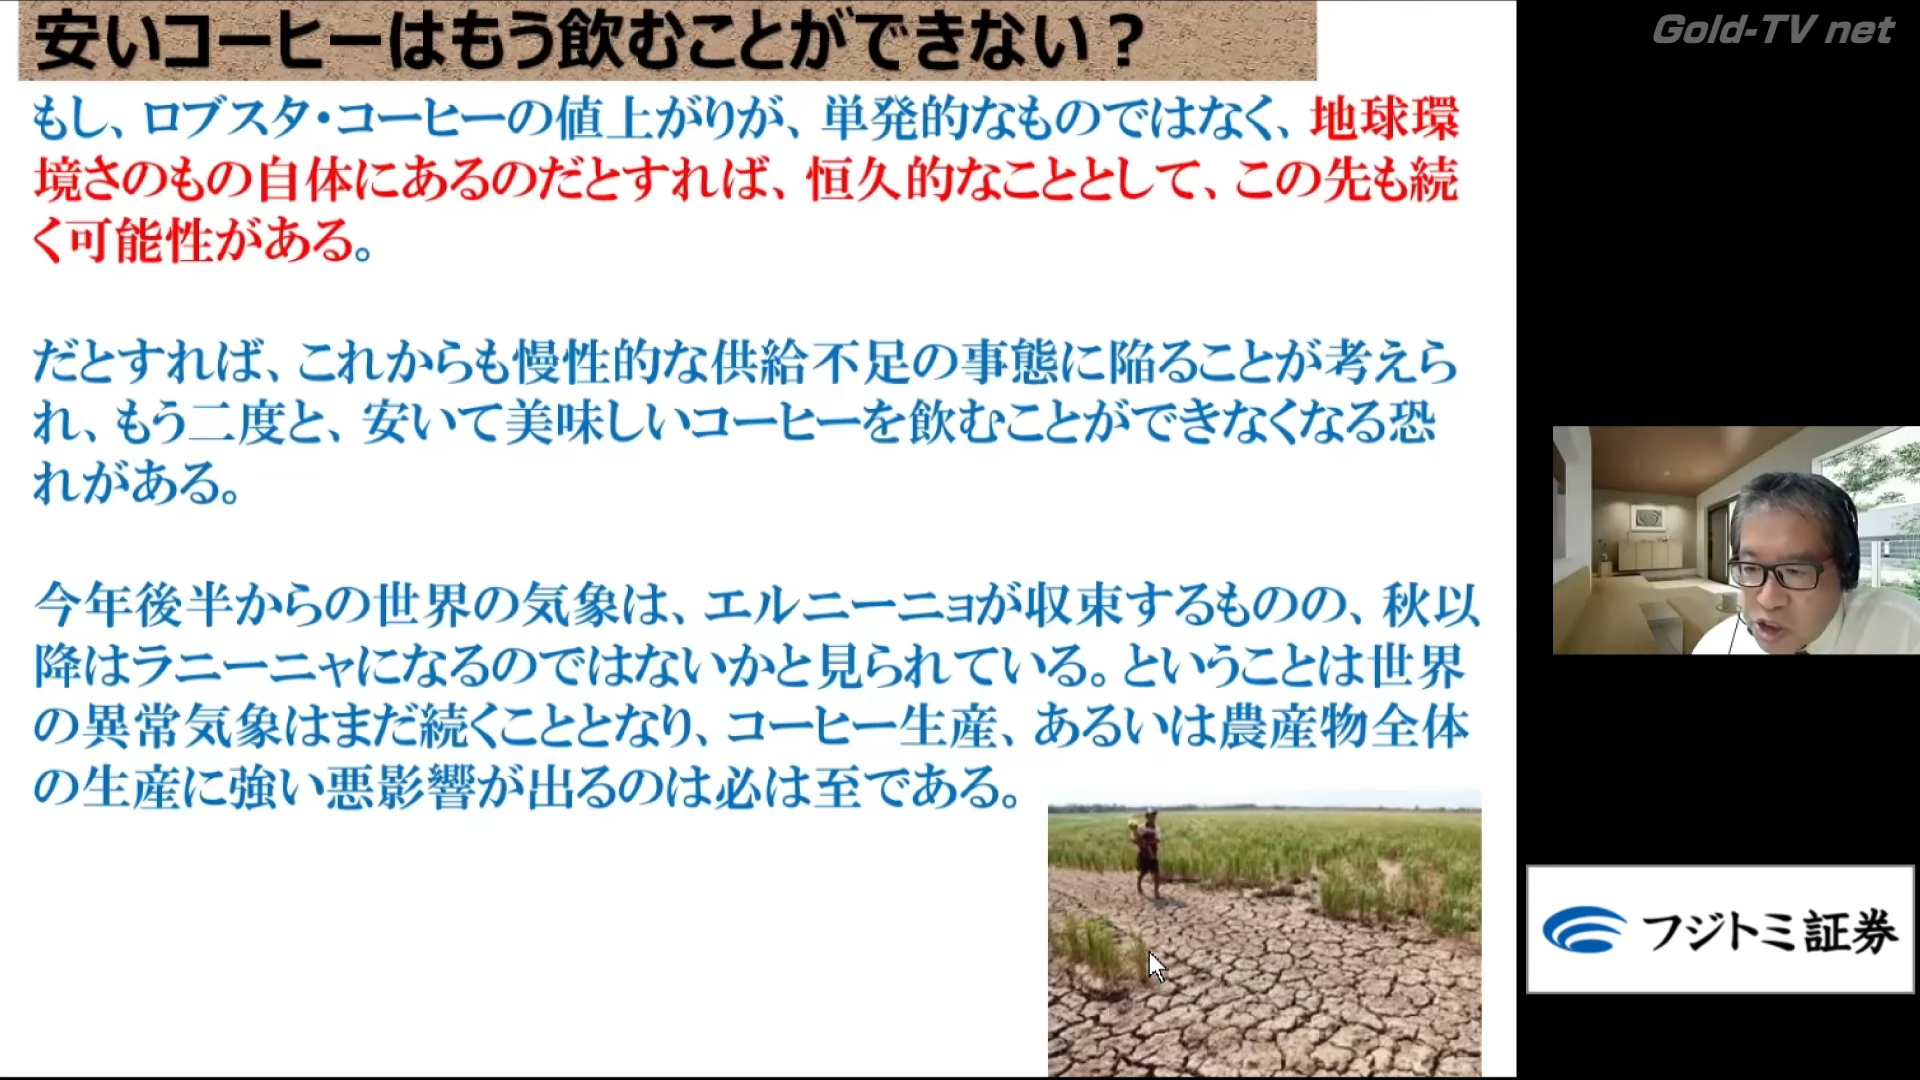 安いコーヒーはもう飲むことができない？
Gold-TV net
もし、ロブスタ・コーヒーの値上がりが、単発的なものではなく、地球環
境さのもの自体にあるのだとすれば、恒久的なこととして、この先も続
く可能性がある。
だとすれば、これからも慢性的な供給不足の事態に陥ることが考えら
れ、もう二度と、安いて美味しいコーヒーを飲むことができなくなる恐
れがある。
今年後半からの世界の気象は、エルニーニョが収束するものの、秋以
降はラニーニャになるのではないかと見られている。ということは世界
の異常気象はまだ続くこととなり、コーヒー生産、あるいは農産物全体
の生産に強い悪影響が出るのは必は至である。
フジトミ証券